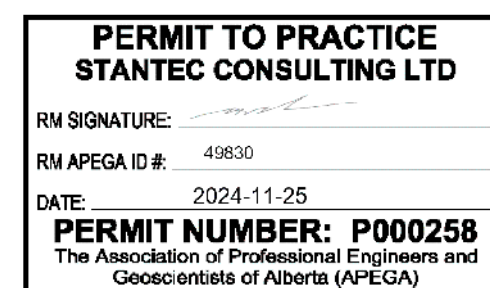 PERMIT TO PRACTICE
STANTEC CONSULTING LTD
RM SIGNATURE:
RM APEGA ID #: 49830
DATE: 2024-11-25
PERMIT NUMBER: P000258
The Association of Professional Engineers and
Geoscientists of Alberta (APEGA)